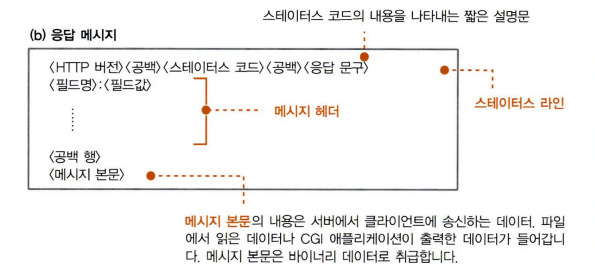 스테이터스 코드의 내용을 나타내는 짧은 설명문
(b) 응답 메시지
〈HTTP 버전〉〈공백〉〈스테이터스 코드〉〈공백〉〈응답 문구〉
〈필드명〉:〈필드값〉
스테이터스 라인
메시지 헤더
〈공백 행〉
〈메시지 본문〉
메시지 본문의 내용은 서버에서 클라이언트에 송신하는 데이터. 파일
에서 읽은 데이터나 CGI 애플리케이션이 출력한 데이터가 들어갑니
다. 메시지 본문은 바이너리 데이터로 취급합니다.